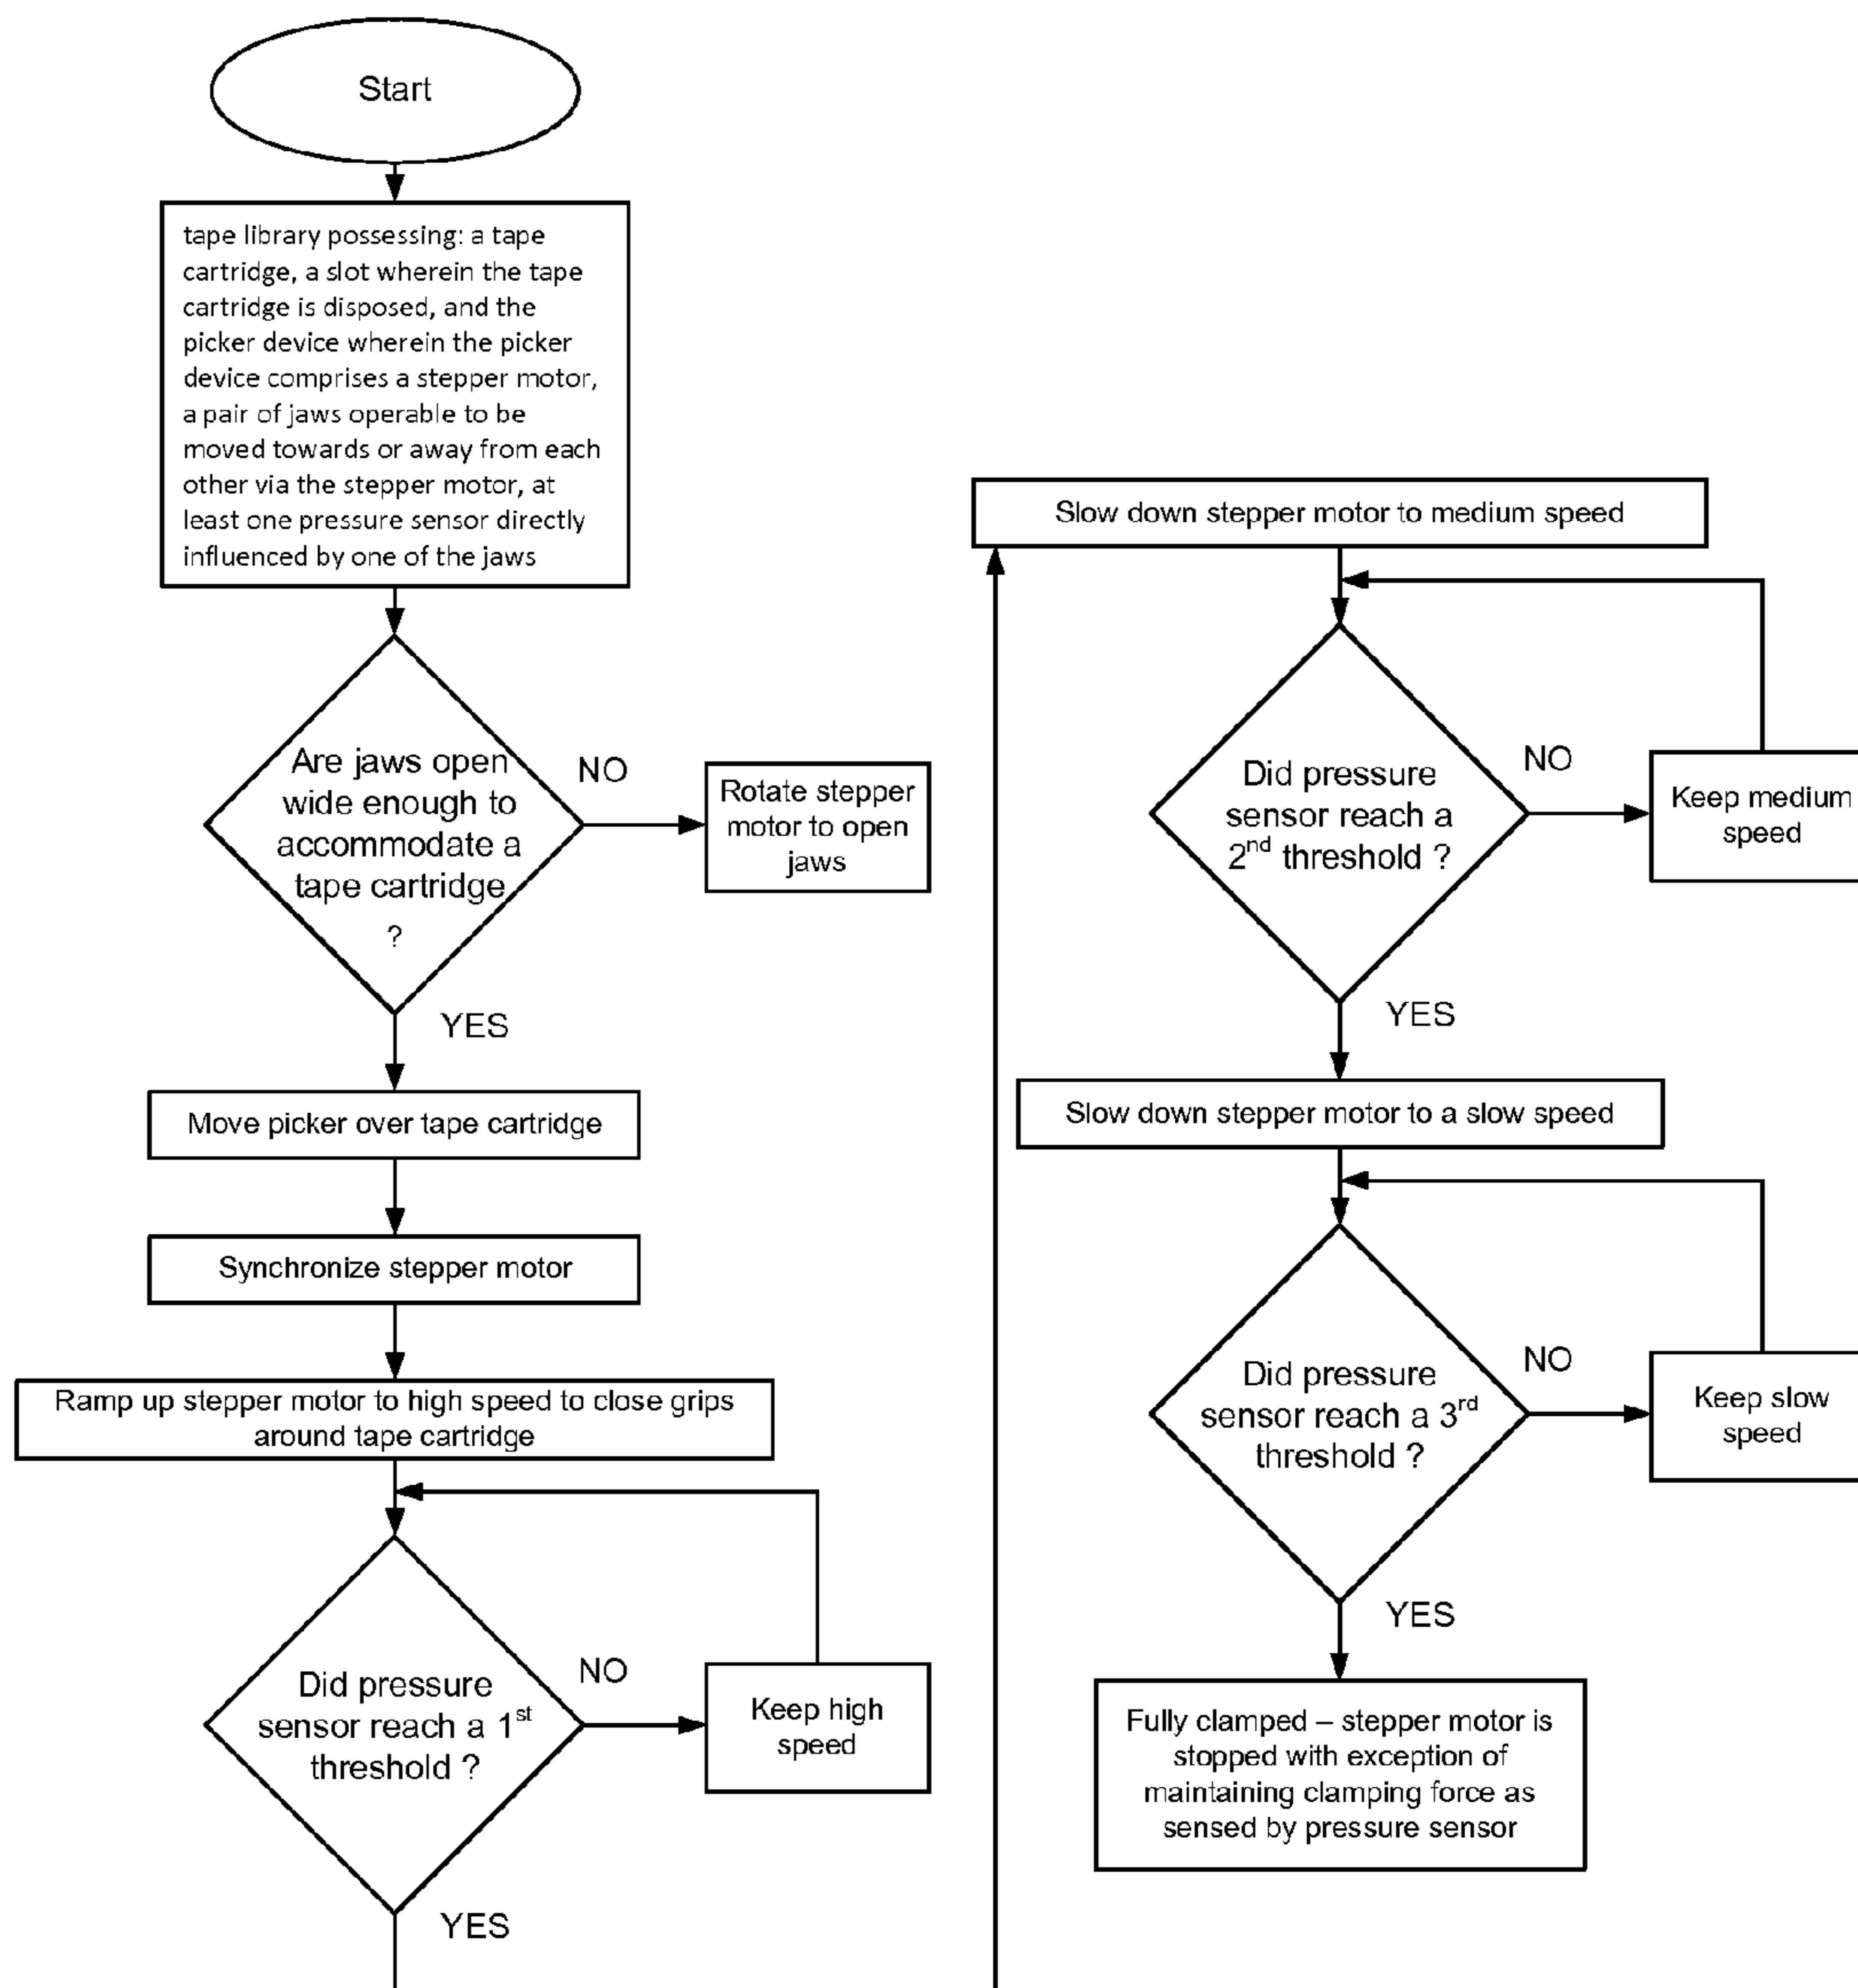 Start
tape library possessing: a tape
cartridge, a slot wherein the tape
cartridge is disposed, and the
picker device wherein the picker
device comprises a stepper motor,
a pair of jaws operable to be
moved towards or away from each
other via the stepper motor, at
least one pressure sensor directly
influenced by one of the jaws
Are jaws open
wide enough to
accommodate a
tape cartridge
?
NO
Rotate stepper
motor to open
jaws
YES
Move picker over tape cartridge
Synchronize stepper motor
Ramp up stepper motor to high speed to close grips
around tape cartridge
Did pressure
sensor reach a 1st
threshold ?
NO
Keep high
speed
YES
Slow down stepper motor to medium speed
Did pressure
sensor reach a
2nd threshold ?
NO
Keep medium
speed
YES
Slow down stepper motor to a slow speed
Did pressure
sensor reach a 3rd
threshold ?
NO
Keep slow
speed
YES
Fully clamped – stepper motor is
stopped with exception of
maintaining clamping force as
sensed by pressure sensor